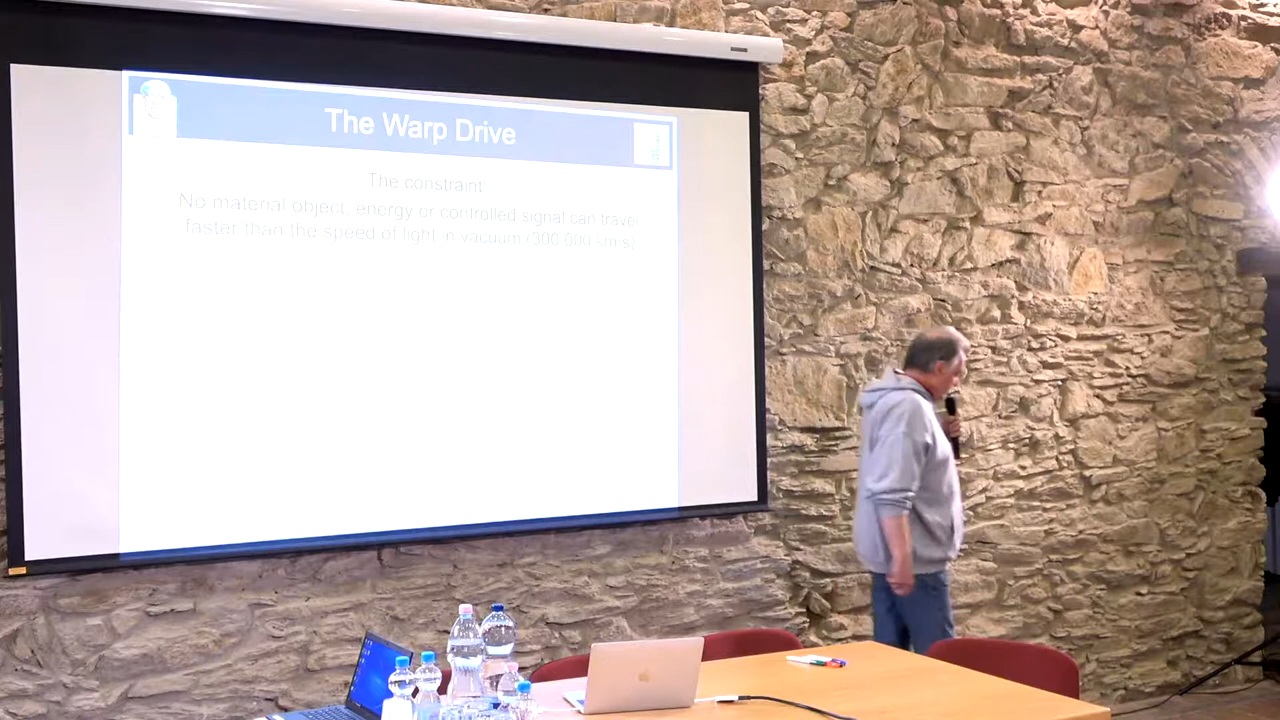 The Warp Drive
The constraint
No material object, energy or controlled signal can travel
faster than the speed of light in vacuum (300 000 km/s)